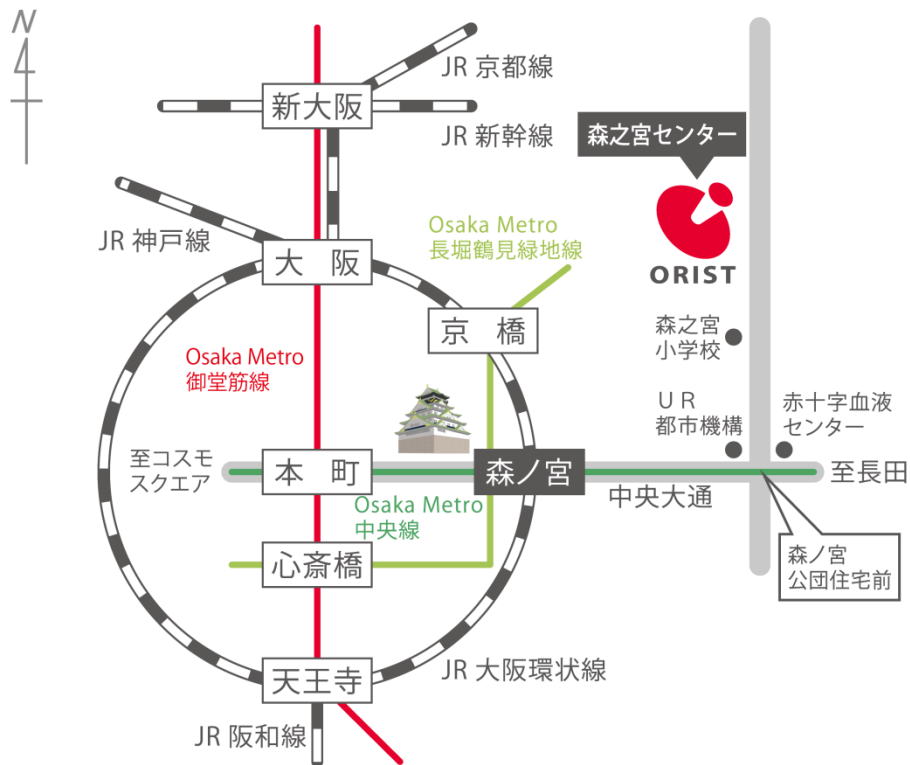 N
JR 京都線
新大阪
JR 新幹線
森之宮センター
JR 神戸線
Osaka Metro
長堀鶴見緑地線
大 阪
ORIST
京 橋
森之宮
小学校
Osaka Metro
御堂筋線
UR
都市機構
赤十字血液
センター
至コスモ
スクエア
本 町
森ノ宮
至長田
中央大通
Osaka Metro
中央線
心斎橋
森ノ宮
公団住宅前
天王寺
JR 大阪環状線
JR 阪和線